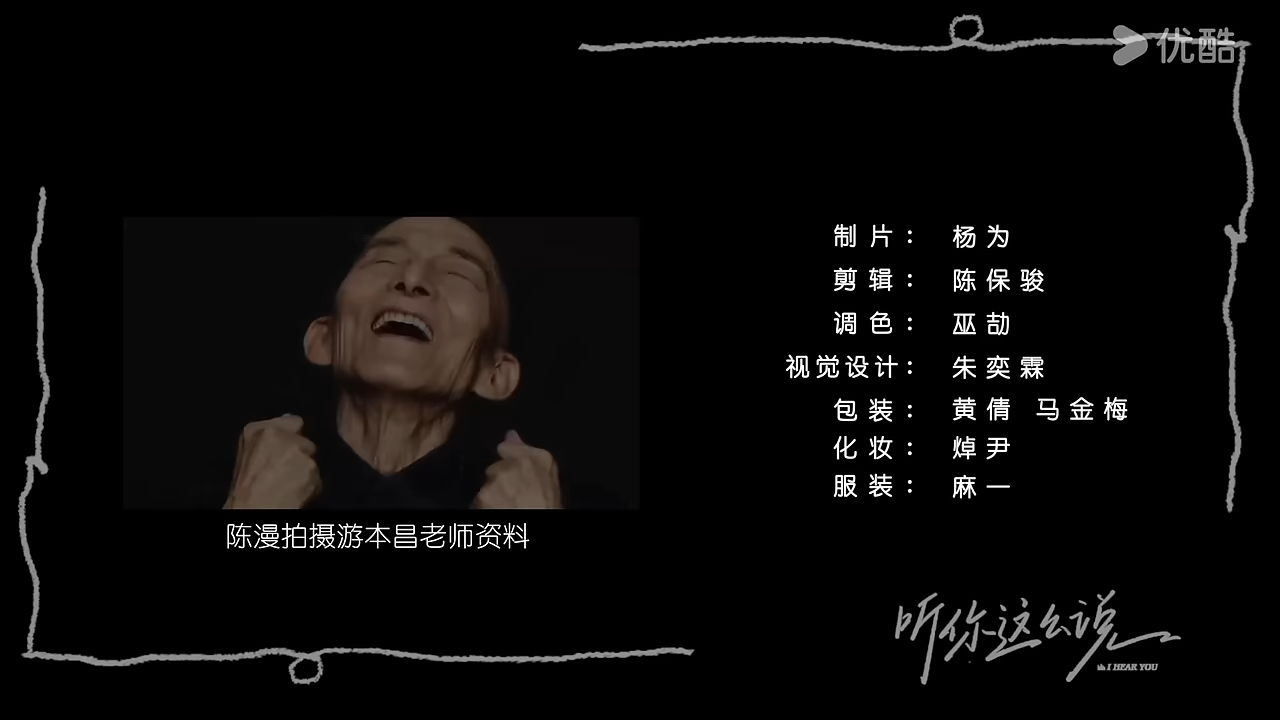 优酷
制片： 杨为
剪辑： 陈保骏
调色： 巫劼
视觉设计： 朱奕霖
包装： 黄倩 马金梅
化妆： 焯尹
服装： 麻一
陈漫拍摄游本昌老师资料
听你这么说
I HEAR YOU